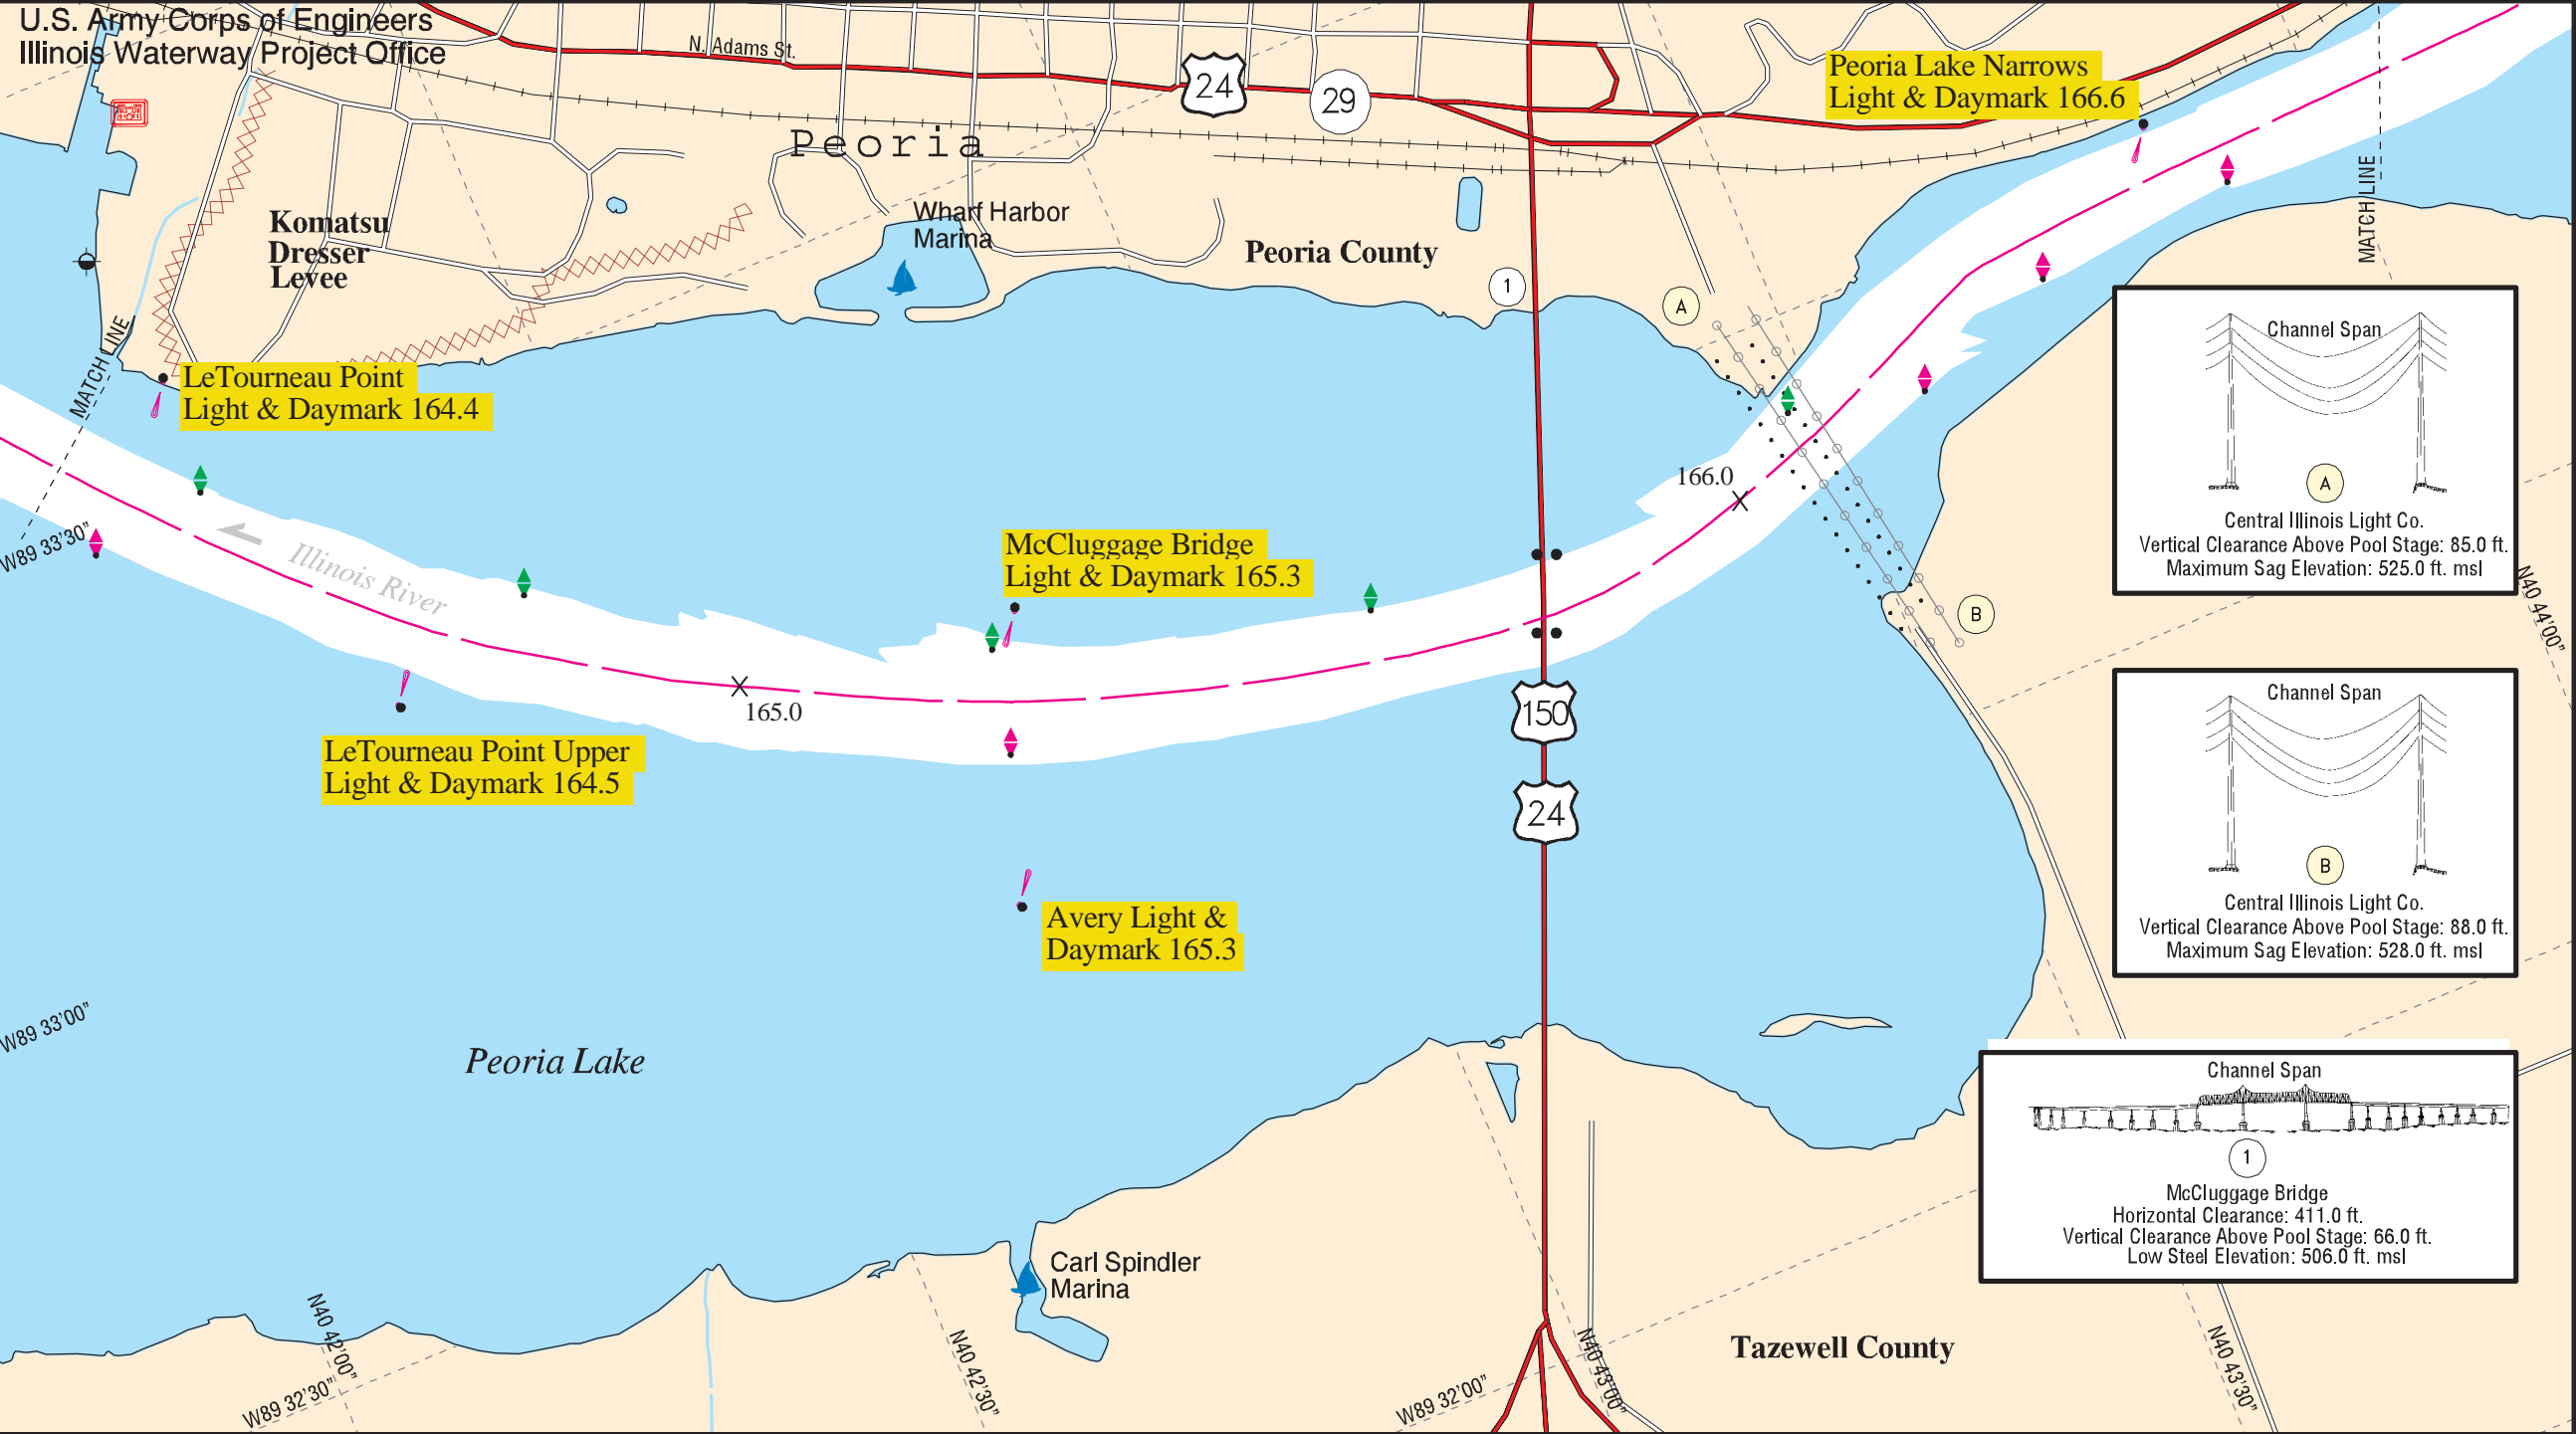 U.S. Army Corps of Engineers
Illinois Waterway Project Office
N. Adams St.
24
29
Peoria Lake Narrows
Light & Daymark 166.6
Peoria
Komatsu
Dresser
Levee
Wharf Harbor
Marina
Peoria County
1
A
MATCH LINE
MATCH LINE
LeTourneau Point
Light & Daymark 164.4
W89 33'30"
Illinois River
McCluggage Bridge
Light & Daymark 165.3
166.0
165.0
B
150
24
LeTourneau Point Upper
Light & Daymark 164.5
Avery Light &
Daymark 165.3
W89 33'00"
Peoria Lake
Carl Spindler
Marina
Tazewell County
N40 42'00"
W89 32'30"
N40 42'30"
W89 32'00"
N40 43'00"
N40 43'30"
N40 44'00"
Channel Span
A
Central Illinois Light Co.
Vertical Clearance Above Pool Stage: 85.0 ft.
Maximum Sag Elevation: 525.0 ft. msl
Channel Span
B
Central Illinois Light Co.
Vertical Clearance Above Pool Stage: 88.0 ft.
Maximum Sag Elevation: 528.0 ft. msl
Channel Span
1
McCluggage Bridge
Horizontal Clearance: 411.0 ft.
Vertical Clearance Above Pool Stage: 66.0 ft.
Low Steel Elevation: 506.0 ft. msl